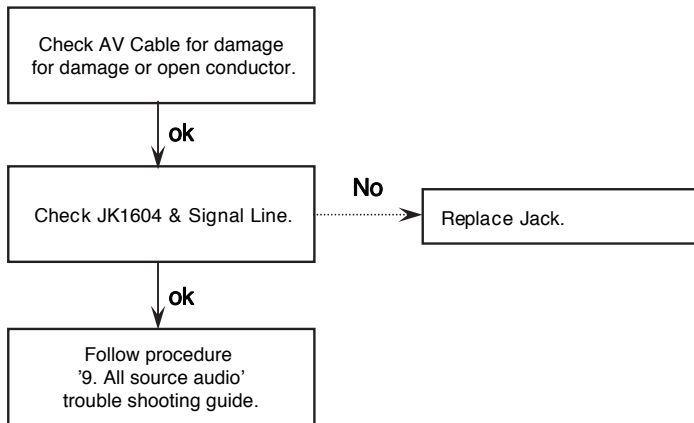 Check AV Cable for damage
for damage or open conductor.
ok
Check JK1604 & Signal Line.
No
Replace Jack.
ok
Follow procedure
'9. All source audio'
trouble shooting guide.